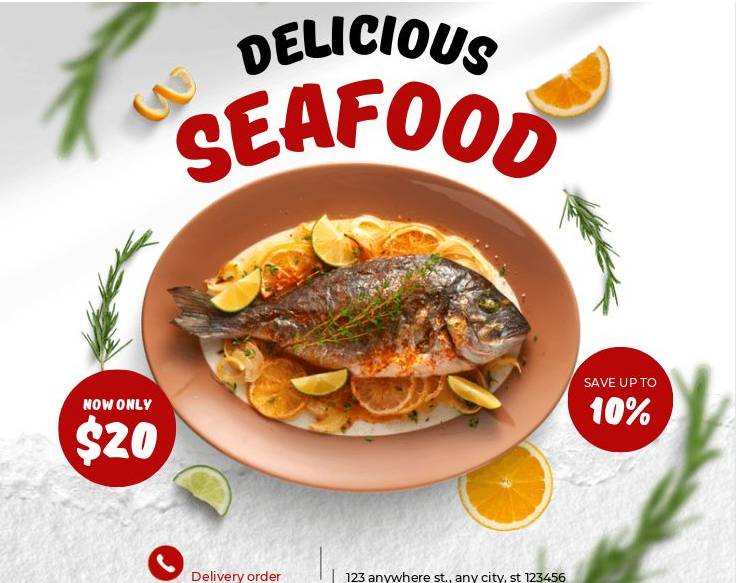 DELICIOUS
SEAFOOD
NOW ONLY
$20
SAVE UP TO
10%
Delivery order
123 anywhere st., any city, st 123456